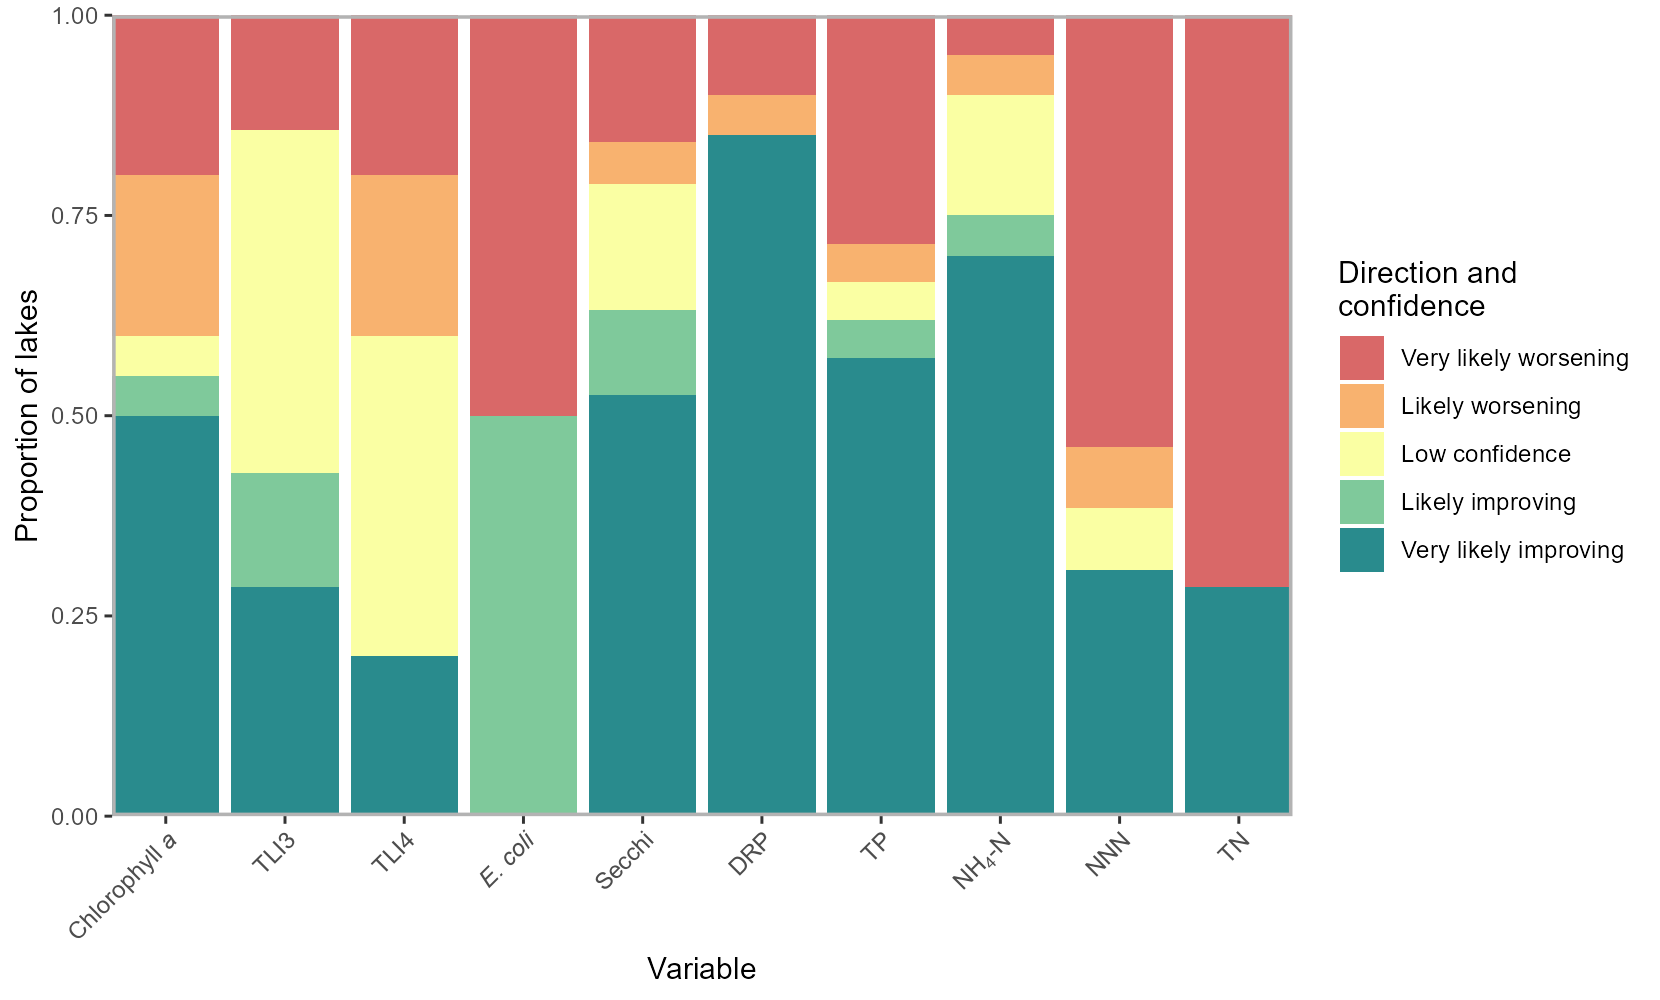 1.00
0.75
0.50
0.25
0.00
Proportion of lakes
Chlorophyll a
TLI3
TLI4
E. coli
Secchi
DRP
TP
NH₄-N
NNN
TN
Variable
Direction and
confidence
Very likely worsening
Likely worsening
Low confidence
Likely improving
Very likely improving